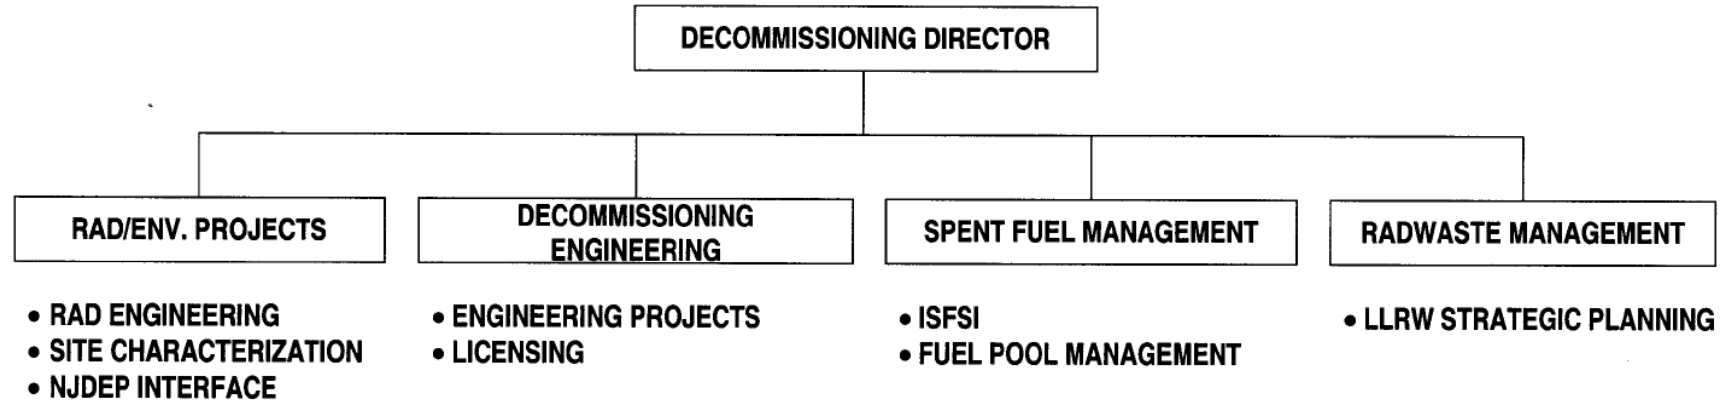 DECOMMISSIONING DIRECTOR
RAD/ENV. PROJECTS
• RAD ENGINEERING
• SITE CHARACTERIZATION
• NJDEP INTERFACE
DECOMMISSIONING
ENGINEERING
• ENGINEERING PROJECTS
• LICENSING
SPENT FUEL MANAGEMENT
• ISFSI
• FUEL POOL MANAGEMENT
RADWASTE MANAGEMENT
• LLRW STRATEGIC PLANNING